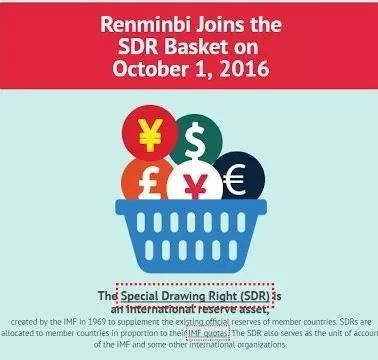 Renminbi Joins the
SDR Basket on
October 1, 2016
¥ $
£ ¥ €
The Special Drawing Right (SDR) is
an international reserve asset,
created by the IMF in 1969 to supplement the existing official reserves of member countries. SDRs are
allocated to member countries in proportion to their IMF quotas. The SDR also serves as the unit of accoun
of the IMF and some other international organizations.